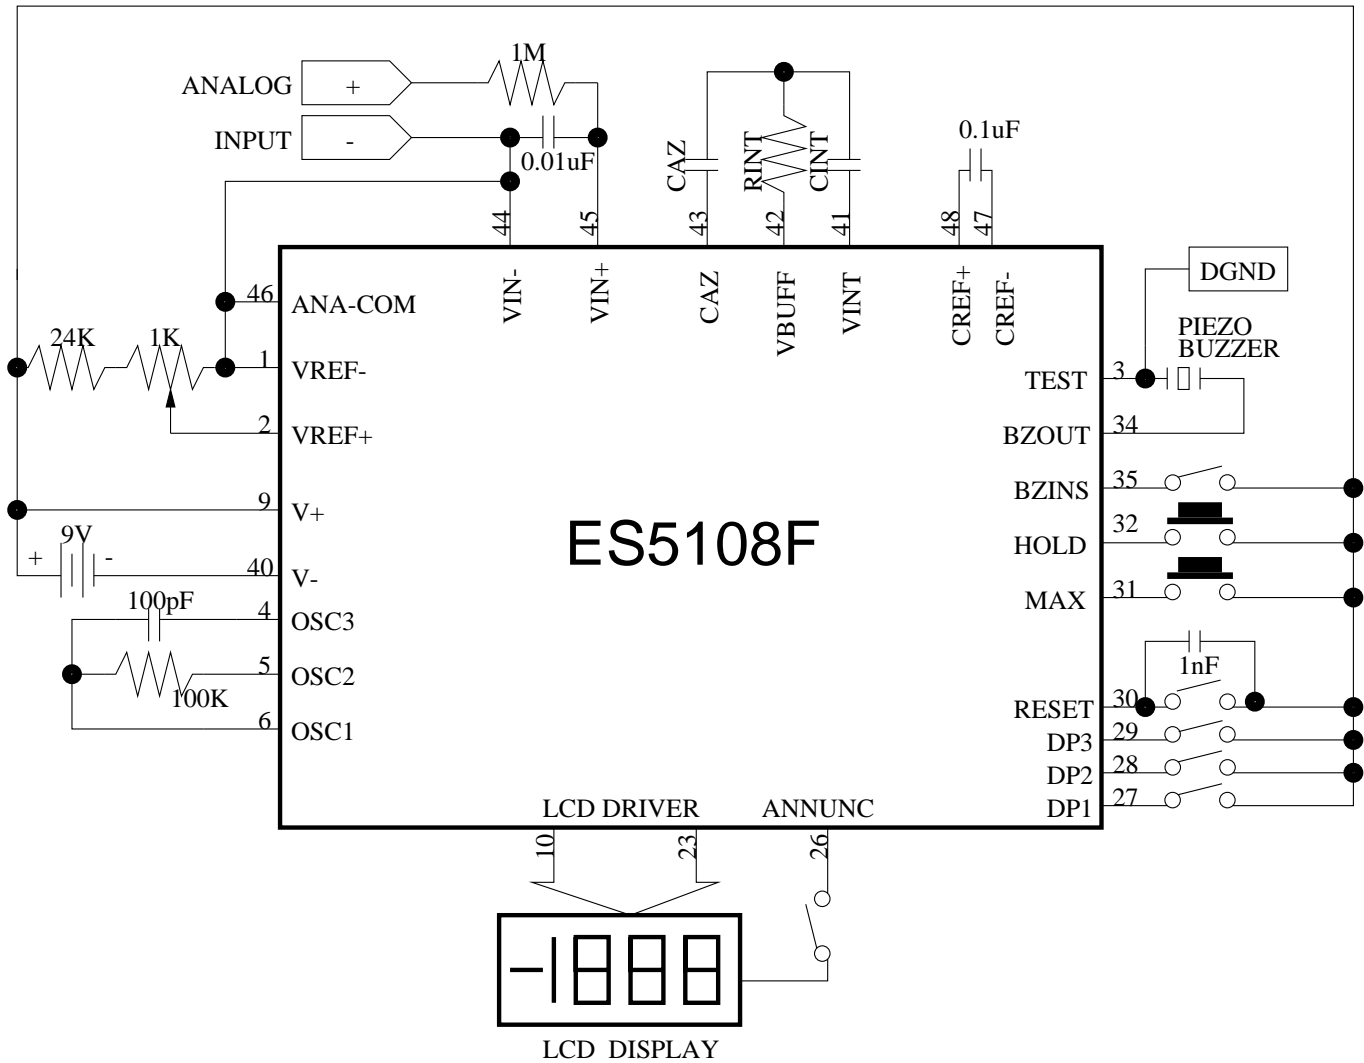 1M
ANALOG
+
INPUT
-
0.01uF
0.1uF
CAZ
RINT
CINT
44
45
43
42
41
48
47
46
ANA-COM
VIN-
VIN+
CAZ
VBUFF
VINT
CREF+
CREF-
DGND
24K
1K
1
VREF-
2
VREF+
PIEZO
BUZZER
TEST
3
BZOUT
34
9
V+
BZINS
35
9V
+
-
40
V-
ES5108F
HOLD
32
MAX
31
100pF
4
OSC3
5
OSC2
100K
6
OSC1
1nF
RESET
30
DP3
29
DP2
28
DP1
27
LCD DRIVER
ANNUNC
10
23
26
-1888
LCD DISPLAY